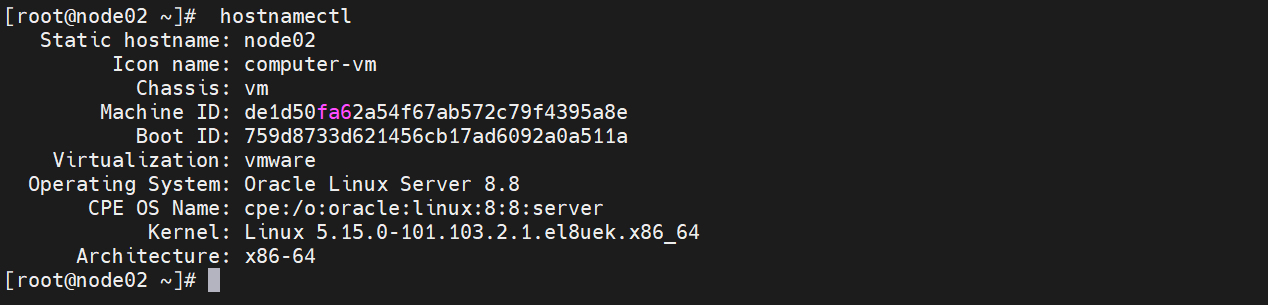 [root@node02 ~]#  hostnamectl
   Static hostname: node02
         Icon name: computer-vm
           Chassis: vm
        Machine ID: de1d50fa62a54f67ab572c79f4395a8e
           Boot ID: 759d8733d621456cb17ad6092a0a511a
    Virtualization: vmware
  Operating System: Oracle Linux Server 8.8
       CPE OS Name: cpe:/o:oracle:linux:8:8:server
            Kernel: Linux 5.15.0-101.103.2.1.el8uek.x86_64
      Architecture: x86-64
[root@node02 ~]#